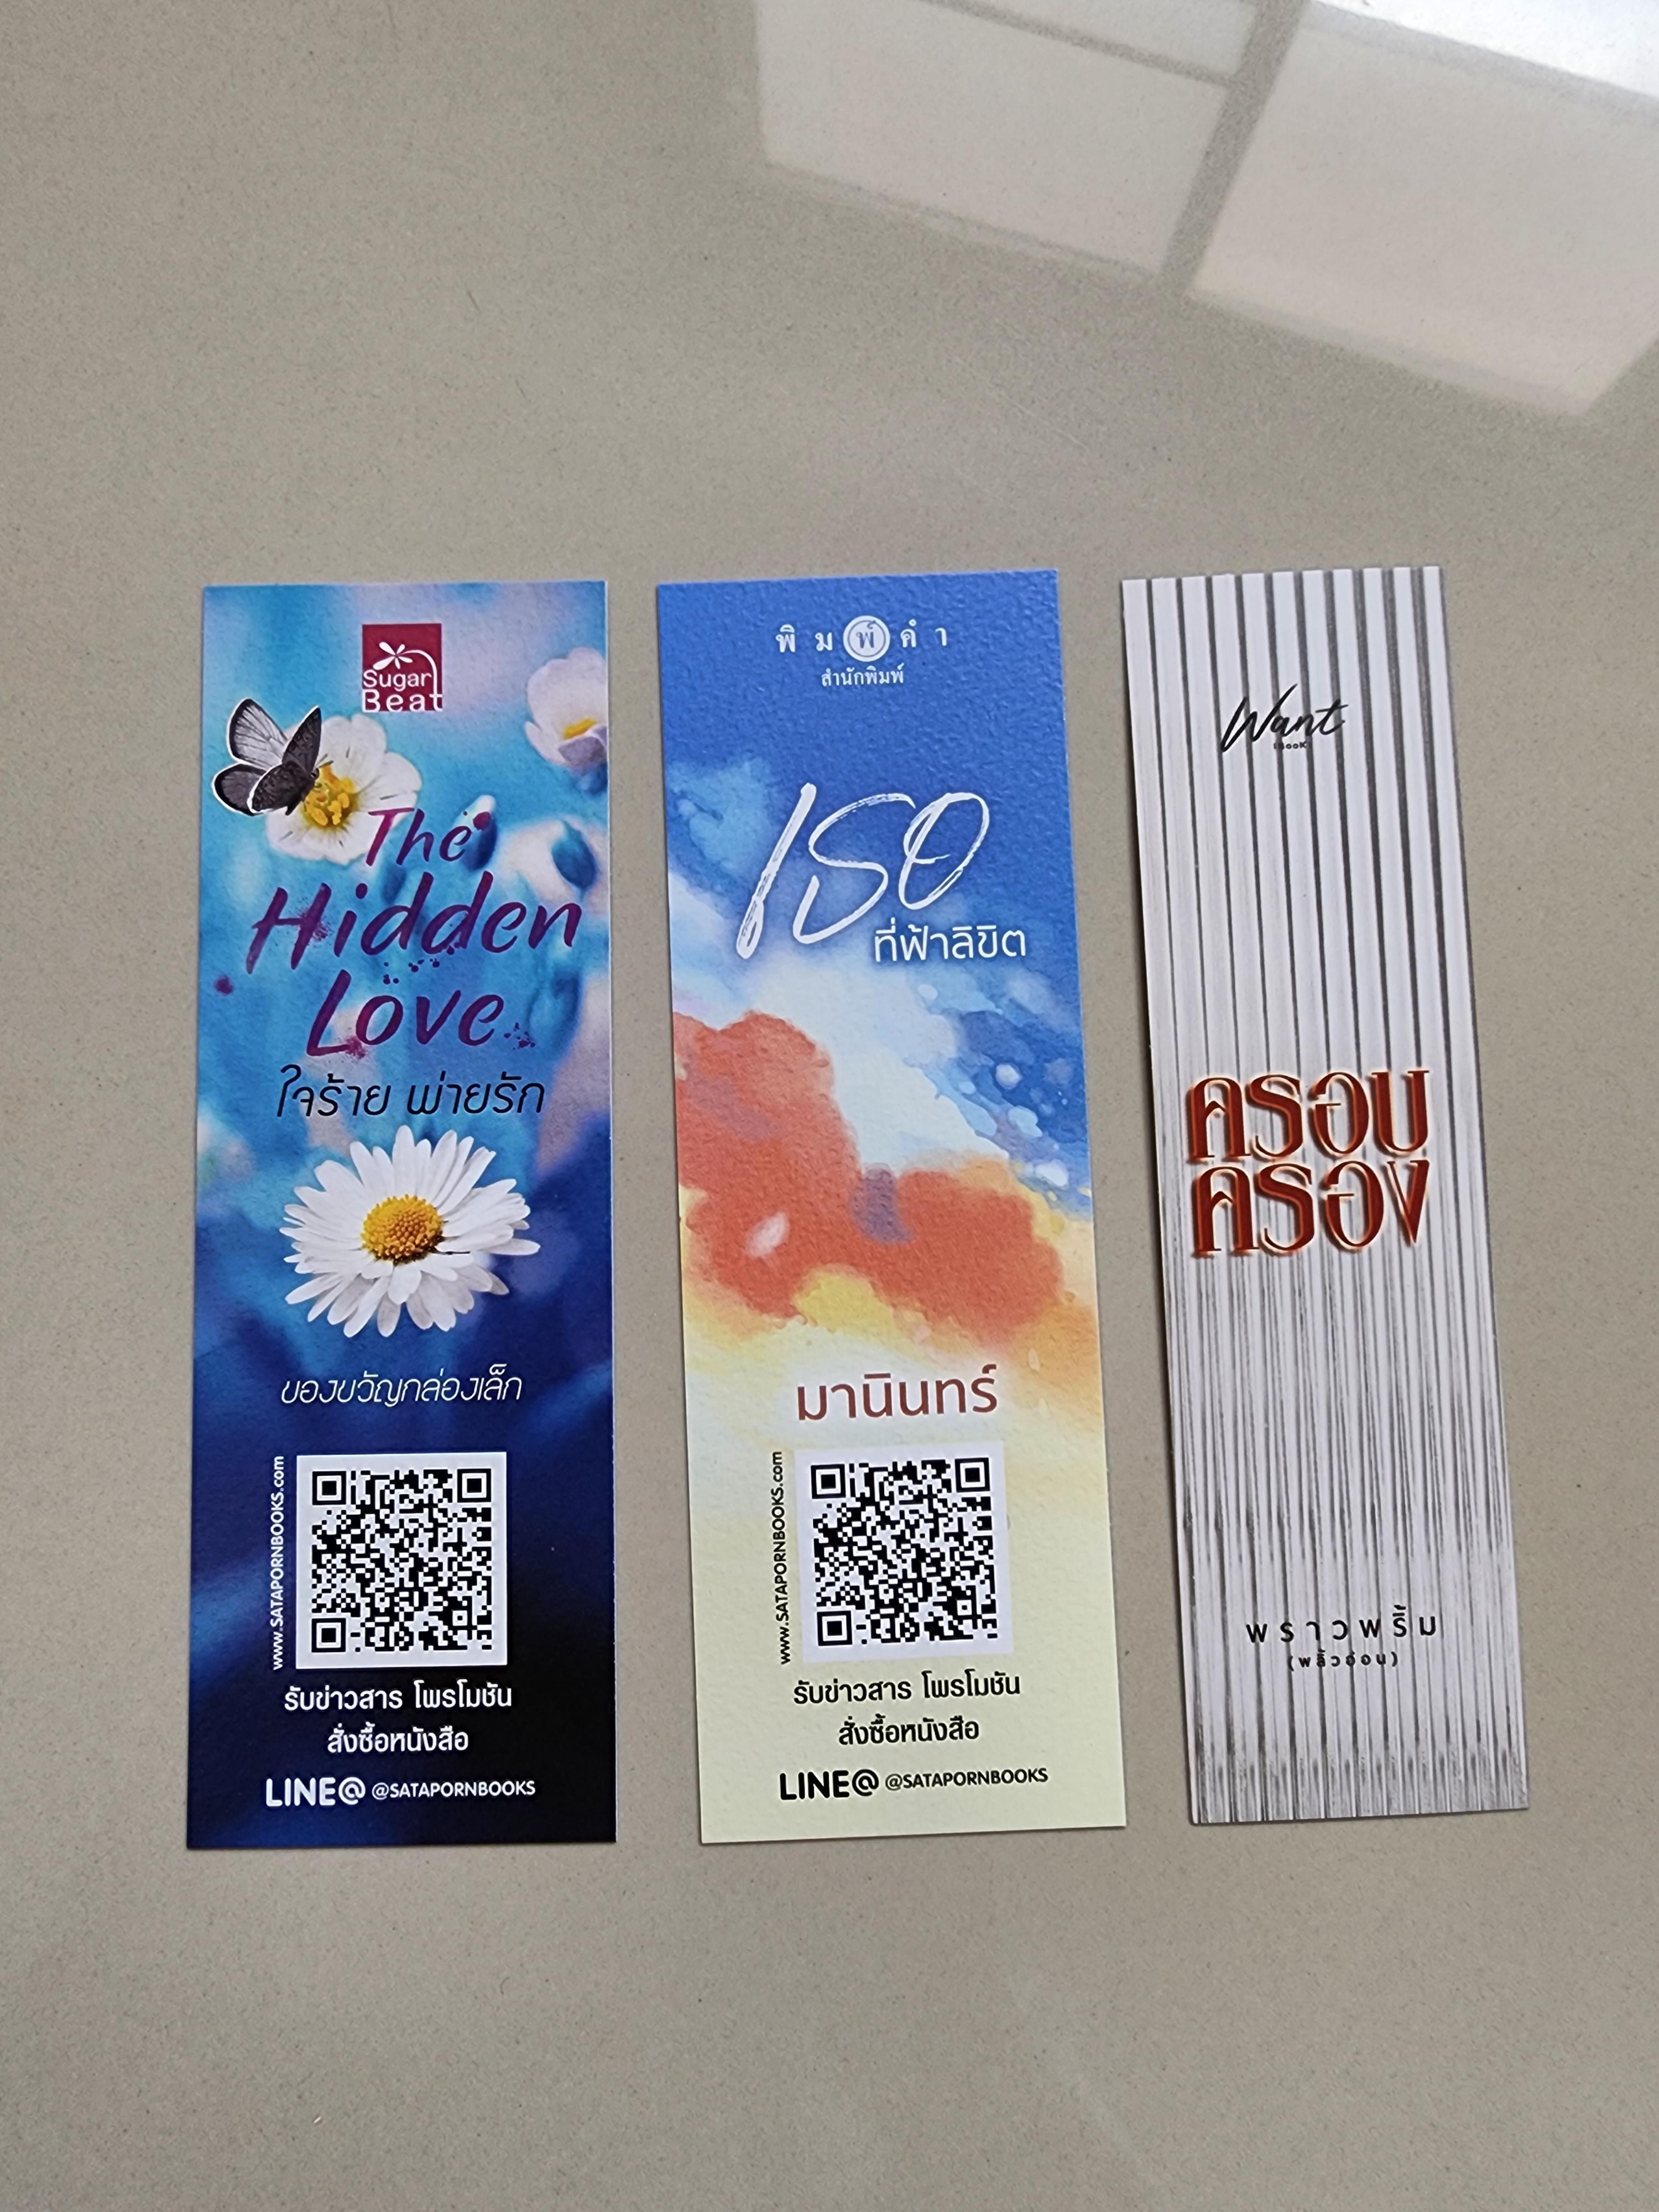 Sugar
Beat
The
Hidden
Love
ใจร้าย พ่ายรัก
ของขวัญกล่องเล็ก
www.SATAPORNBOOKS.com
รับข่าวสาร โพรโมชัน
สั่งซื้อหนังสือ
LINE@ @SATAPORNBOOKS
พิมพ์คำ
สำนักพิมพ์
เธอ
ที่ฟ้าลิขิต
มานินทร์
www.SATAPORNBOOKS.com
รับข่าวสาร โพรโมชัน
สั่งซื้อหนังสือ
LINE@ @SATAPORNBOOKS
Want
Book
ครอบ
ครอง
พราวพริ้ม
(พลิ้วอ่อน)